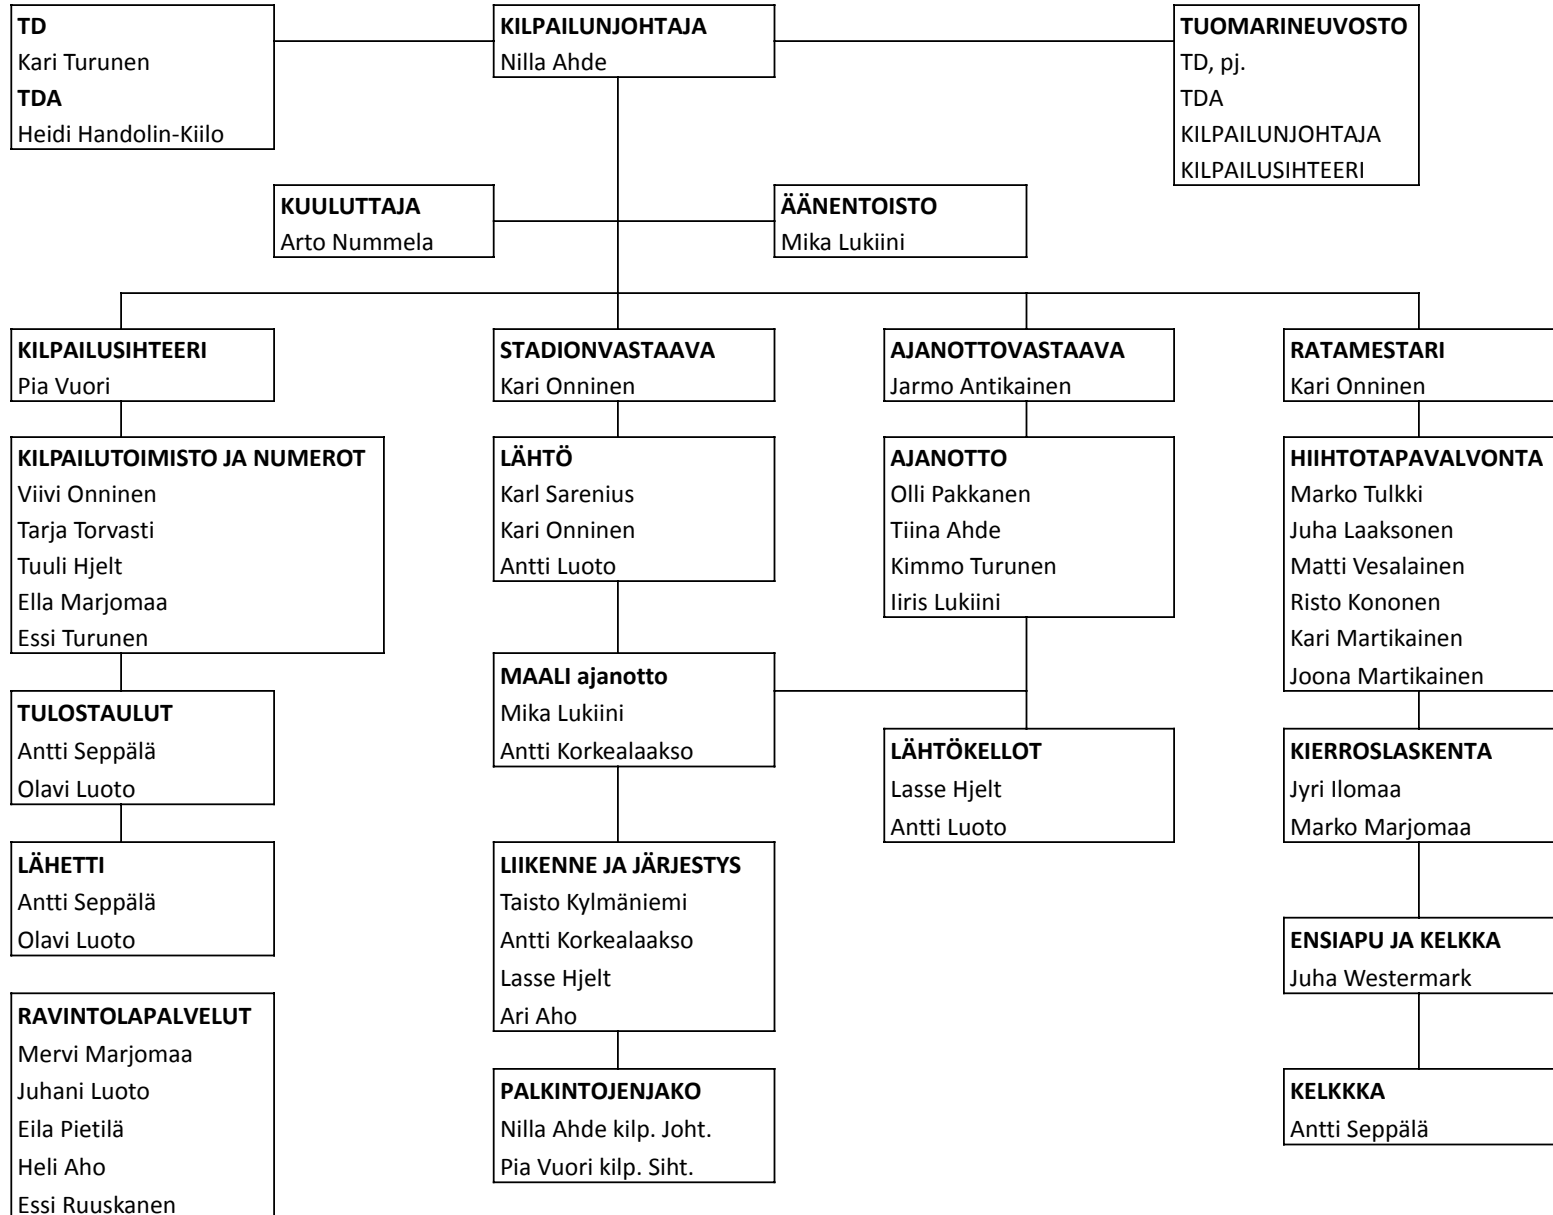 TD
Kari Turunen
TDA
Heidi Handolin-Kiilo
KILPAILUNJOHTAJA
Nilla Ahde
TUOMARINEUVOSTO
TD, pj.
TDA
KILPAILUNJOHTAJA
KILPAILUSIHTEERI
KUULUTTAJA
Arto Nummela
ÄÄNENTOISTO
Mika Lukiini
KILPAILUSIHTEERI
Pia Vuori
KILPAILUTOIMISTO JA NUMEROT
Viivi Onninen
Tarja Torvasti
Tuuli Hjelt
Ella Marjomaa
Essi Turunen
TULOSTAULUT
Antti Seppälä
Olavi Luoto
LÄHETTI
Antti Seppälä
Olavi Luoto
RAVINTOLAPALVELUT
Mervi Marjomaa
Juhani Luoto
Eila Pietilä
Heli Aho
Essi Ruuskanen
STADIONVASTAAVA
Kari Onninen
LÄHTÖ
Karl Sarenius
Kari Onninen
Antti Luoto
MAALI ajanotto
Mika Lukiini
Antti Korkealaakso
LIIKENNE JA JÄRJESTYS
Taisto Kylmäniemi
Antti Korkealaakso
Lasse Hjelt
Ari Aho
PALKINTOJENJAKO
Nilla Ahde kilp. Joht.
Pia Vuori kilp. Siht.
AJANOTTOVASTAAVA
Jarmo Antikainen
AJANOTTO
Olli Pakkanen
Tiina Ahde
Kimmo Turunen
Iiris Lukiini
LÄHTÖKELLOT
Lasse Hjelt
Antti Luoto
RATAMESTARI
Kari Onninen
HIIHTOTAPAVALVONTA
Marko Tulkki
Juha Laaksonen
Matti Vesalainen
Risto Kononen
Kari Martikainen
Joona Martikainen
KIERROSLASKENTA
Jyri Ilomaa
Marko Marjomaa
ENSIAPU JA KELKKA
Juha Westermark
KELKKKA
Antti Seppälä